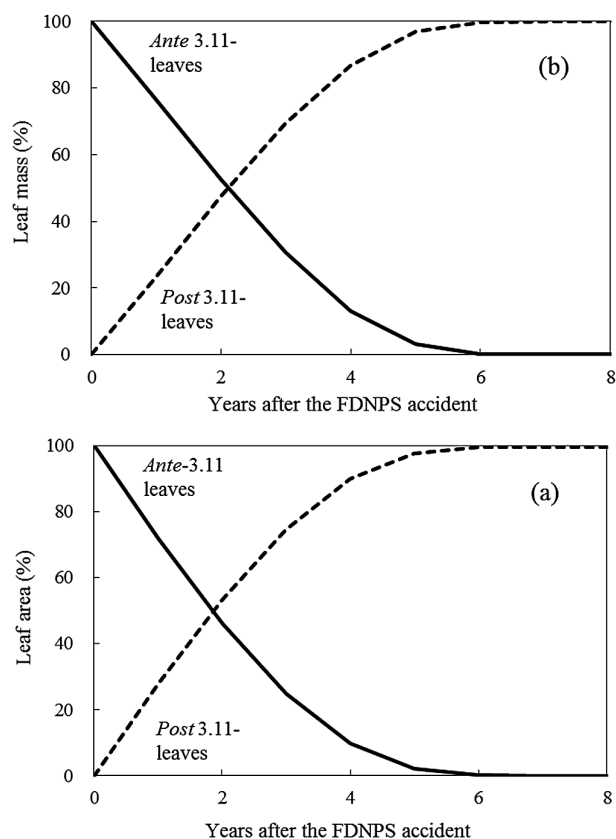 100
80
60
40
20
0
Leaf mass (%)
Ante 3.11-
leaves
(b)
Post 3.11-
leaves
0 2 4 6 8
Years after the FDNPS accident
100
80
60
40
20
0
Leaf area (%)
Ante-3.11
leaves
(a)
Post 3.11-
leaves
0 2 4 6 8
Years after the FDNPS accident